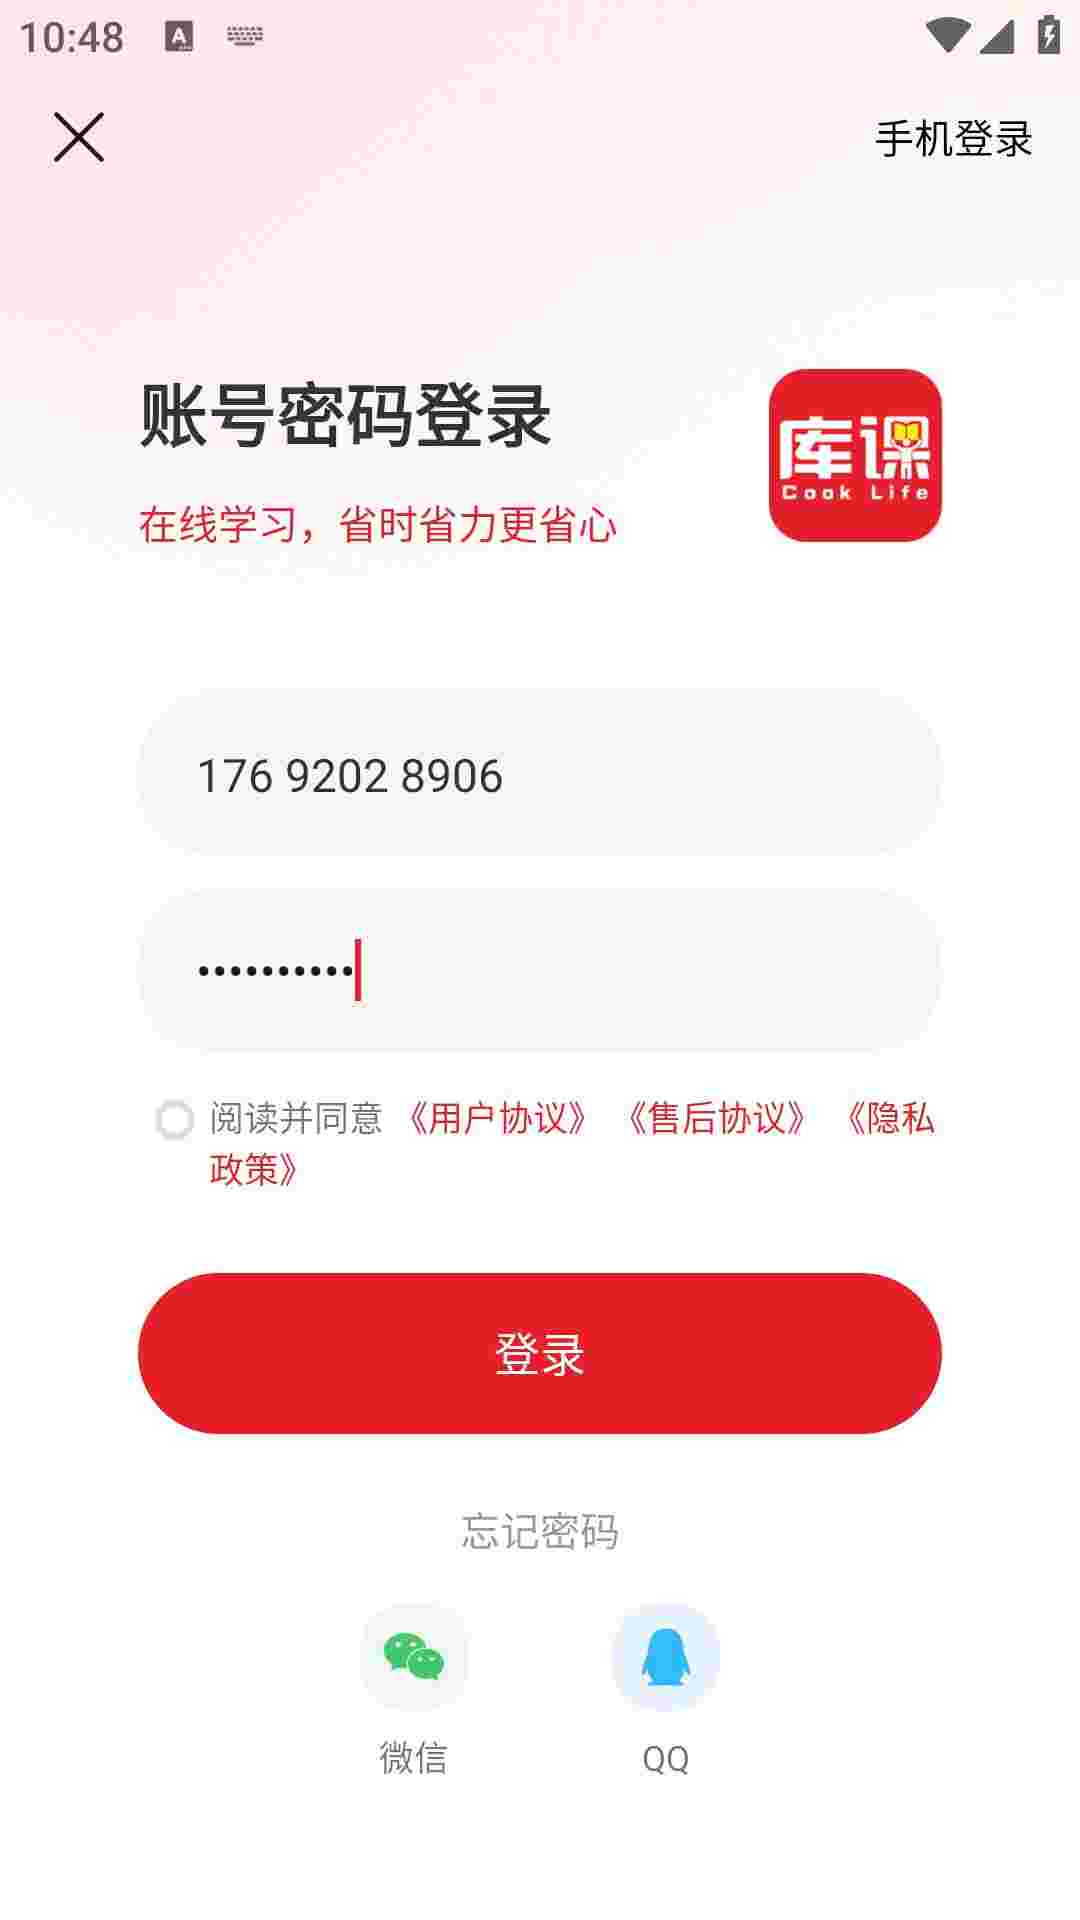 10:48
手机登录
账号密码登录
库课
Cook Life
在线学习，省时省力更省心
176 9202 8906
••••••••••
阅读并同意 《用户协议》 《售后协议》 《隐私
政策》
登录
忘记密码
微信
QQ